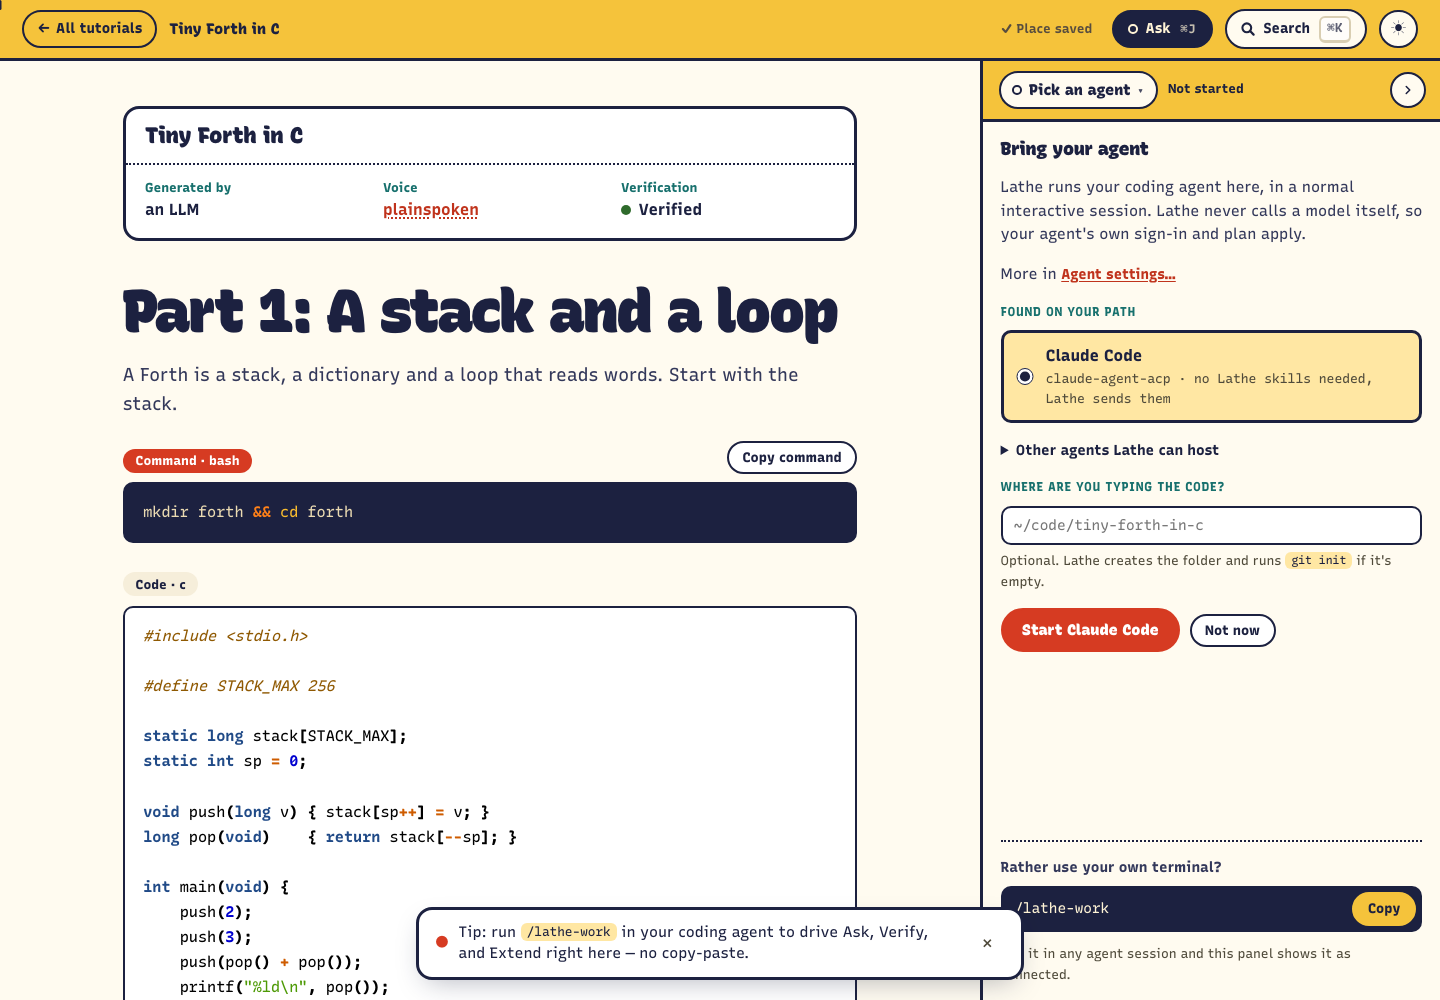 ← All tutorials
Tiny Forth in C
✓ Place saved
Ask ⌘J
Search ⌘K
Tiny Forth in C
Generated by
an LLM
Voice
plainspoken
Verification
Verified
Part 1: A stack and a loop
A Forth is a stack, a dictionary and a loop that reads words. Start with the
stack.
Command · bash
Copy command
mkdir forth && cd forth
Code · c
#include <stdio.h>
#define STACK_MAX 256
static long stack[STACK_MAX];
static int sp = 0;
void push(long v) { stack[sp++] = v; }
long pop(void)    { return stack[--sp]; }
int main(void) {
    push(2);
    push(3);
    push(pop() + pop());
    printf("%ld\n", pop());
Pick an agent ▾
Not started
Bring your agent
Lathe runs your coding agent here, in a normal
interactive session. Lathe never calls a model itself, so
your agent's own sign-in and plan apply.
More in Agent settings…
FOUND ON YOUR PATH
Claude Code
claude-agent-acp · no Lathe skills needed,
Lathe sends them
▶ Other agents Lathe can host
WHERE ARE YOU TYPING THE CODE?
~/code/tiny-forth-in-c
Optional. Lathe creates the folder and runs git init if it's
empty.
Start Claude Code
Not now
Rather use your own terminal?
/lathe-work
Copy
it in any agent session and this panel shows it as
Tip: run /lathe-work in your coding agent to drive Ask, Verify,
and Extend right here — no copy-paste.
×